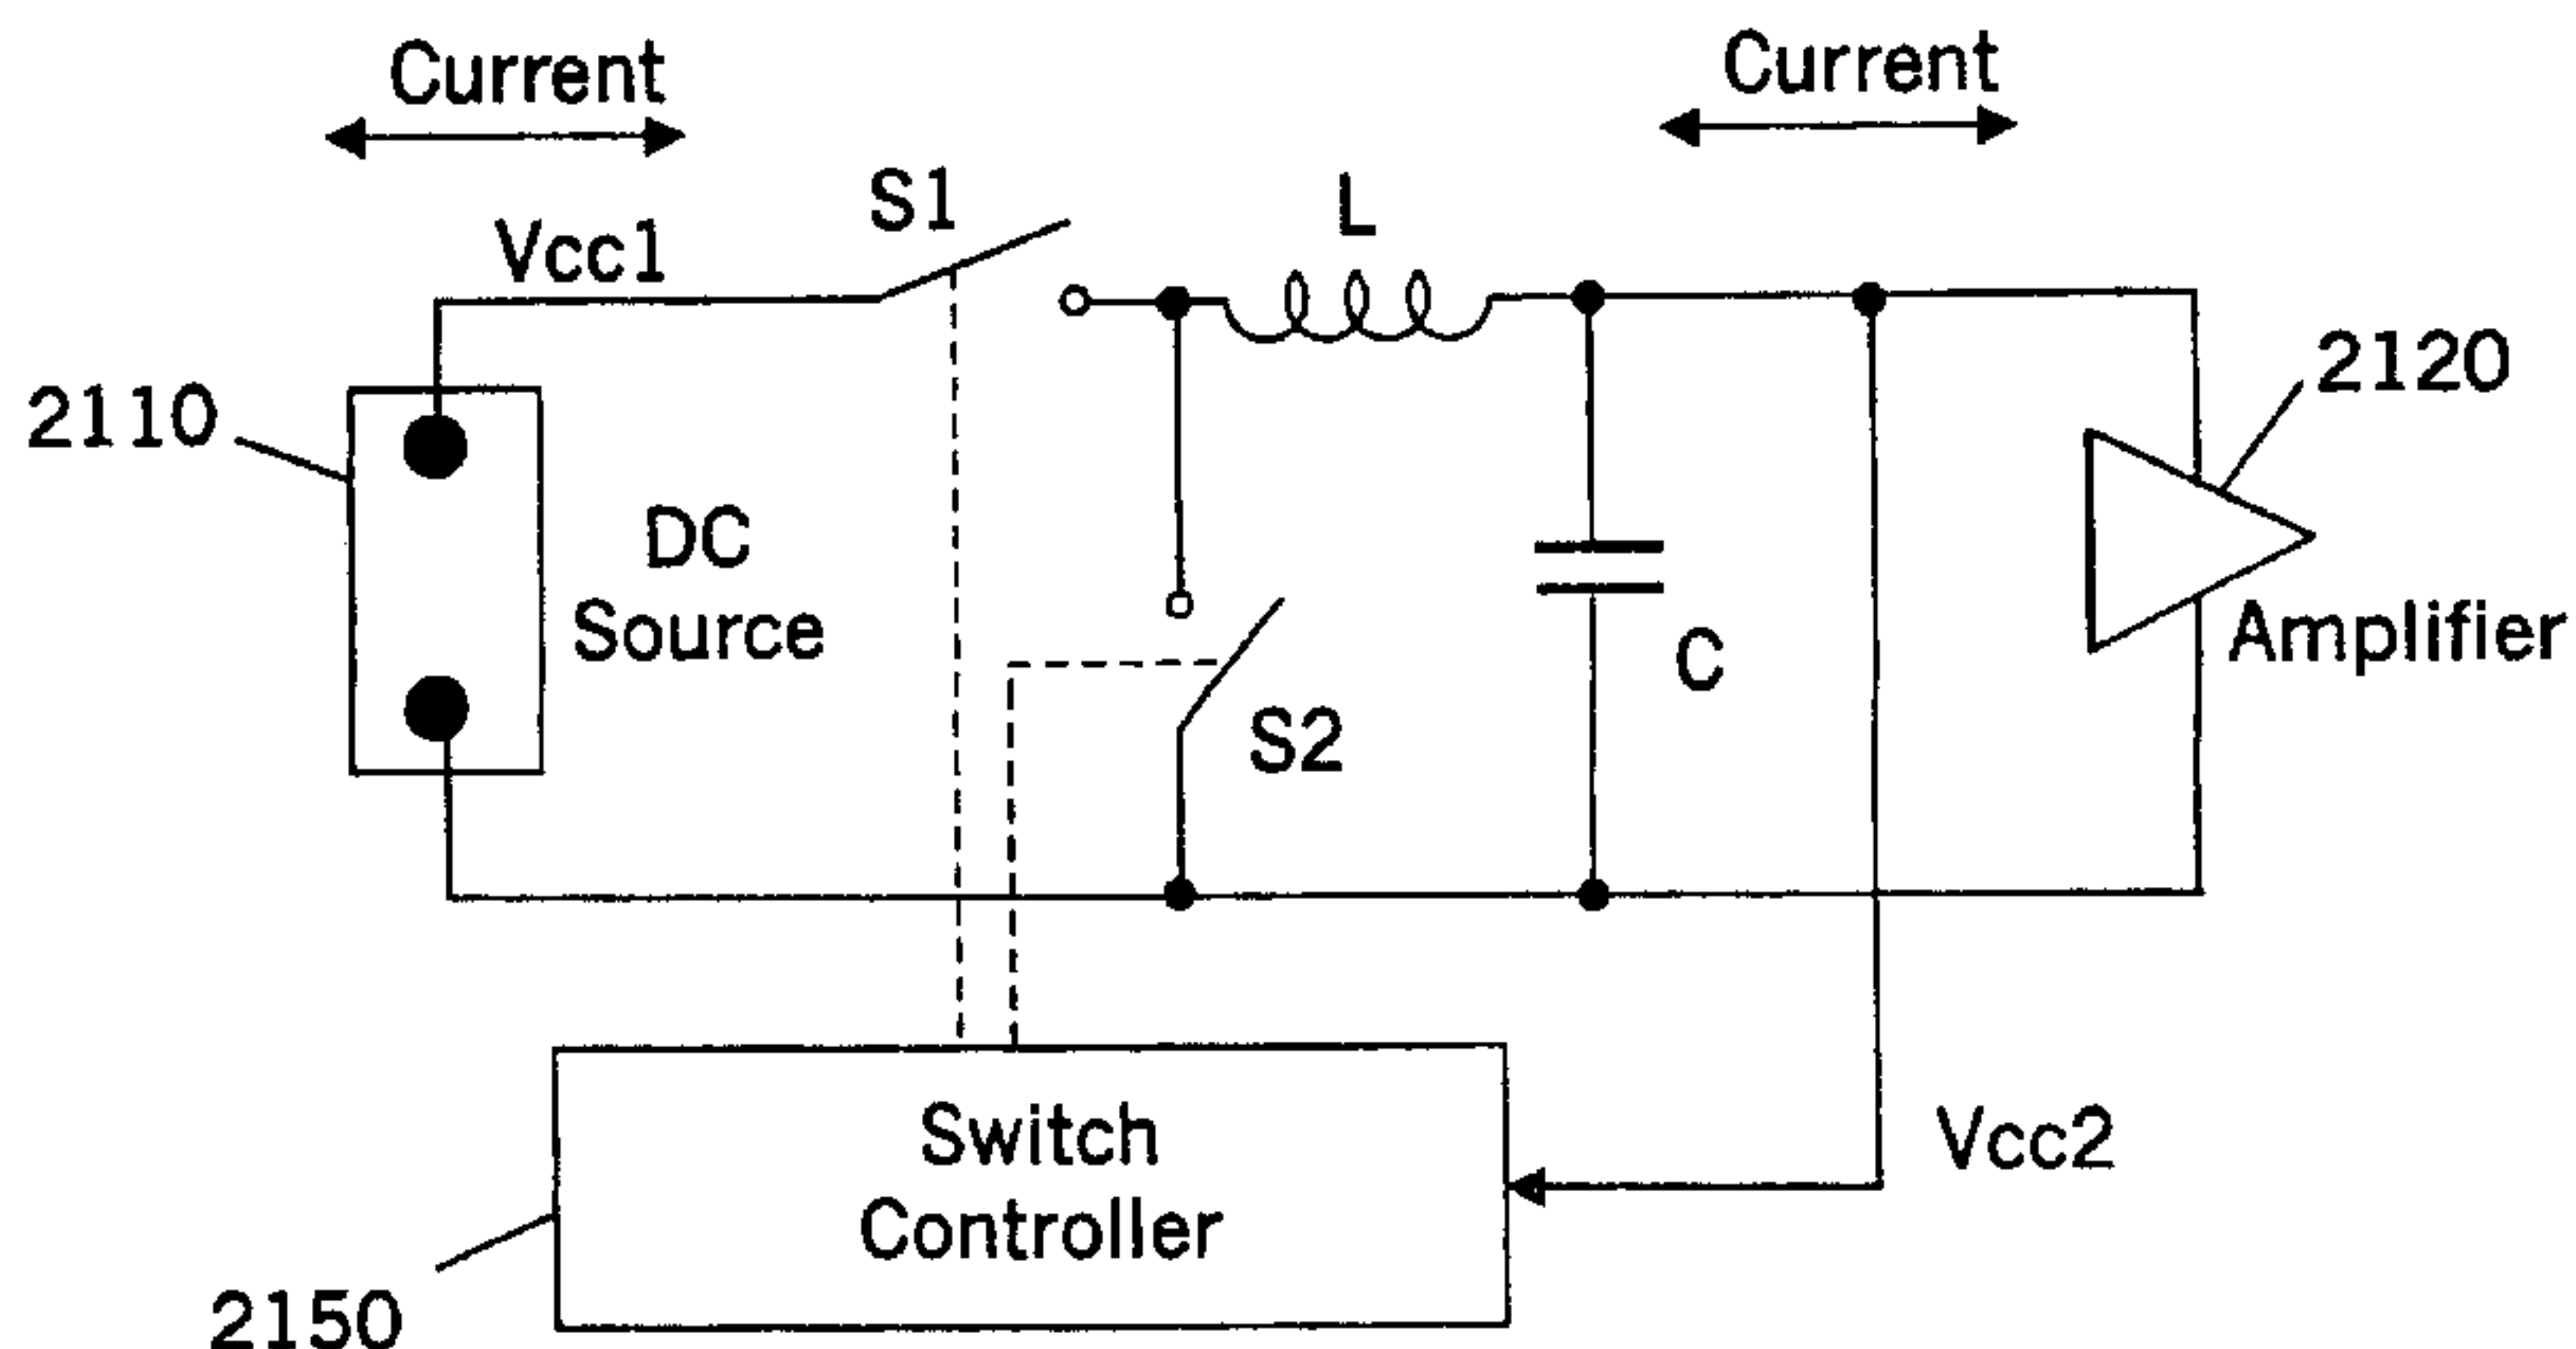 Current
Current
S1
L
Vcc1
2120
2110
DC
Source
Amplifier
C
S2
Switch
Controller
Vcc2
2150